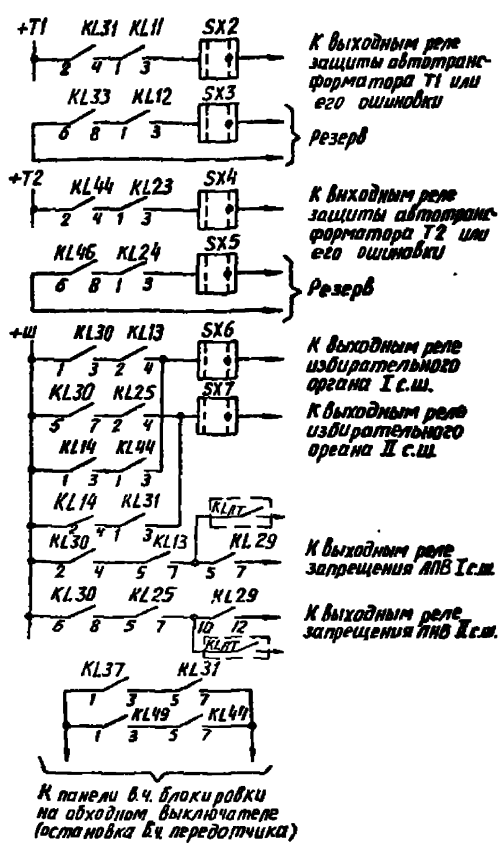 +T1 KL31 KL11 SX2
2 4 1 3
К выходным реле
защиты автотранс-
форматора Т1 или
его ошиновки
KL33 KL12 SX3
6 8 1 3
Резерв
+T2 KL44 KL23 SX4
2 4 1 3
К выходным реле
защиты автотранс-
форматора Т2 или
его ошиновки
KL46 KL24 SX5
6 8 1 3
Резерв
+Ш KL30 KL13 SX6
1 3 2 4
К выходным реле
избирательного
органа I с.ш.
KL30 KL25 SX7
5 7 2 4
К выходным реле
избирательного
органа II с.ш.
KL14 KL44
1 3 1 3
KL14 KL31
2 4 1 3
KLЛТ
KL30 KL13 KL29
2 4 5 7 5 7
К выходным реле
запрещения АПВ I с.ш.
KL30 KL25 KL29
6 8 5 7 10 12
К выходным реле
запрещения АПВ II с.ш.
KLЛТ
KL37 KL31
1 3 5 7
KL49 KL44
1 3 5 7
К панели в.ч. блокировки
на обходном выключателе
(остановка в.ч. передотчика)